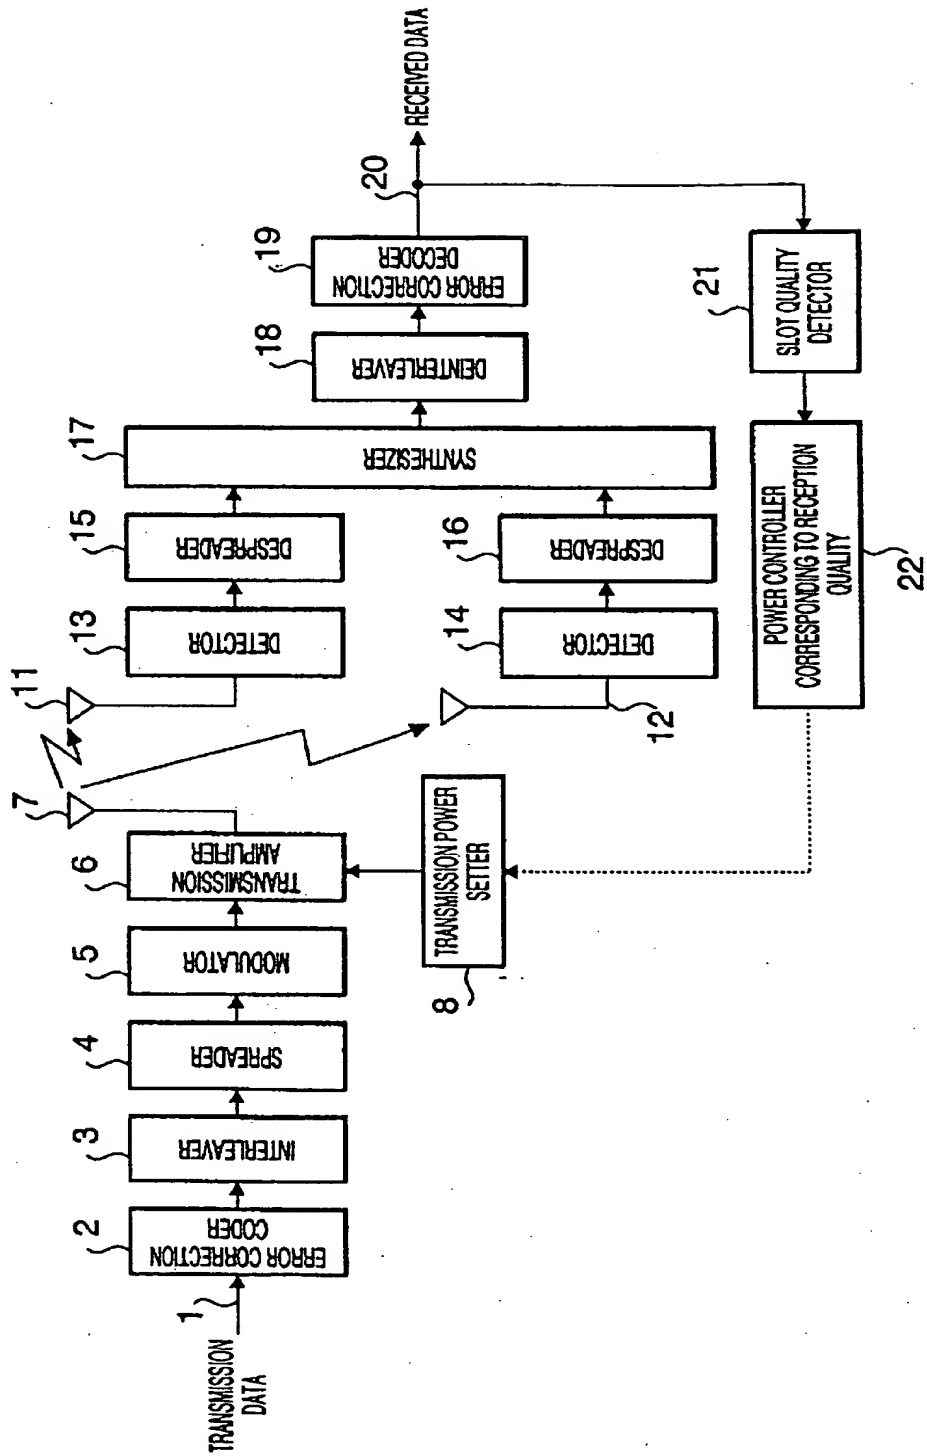 TRANSMISSION
DATA
1
2
ERROR CORRECTION
CODER
3
INTERLEAVER
4
SPREADER
5
MODULATOR
6
TRANSMISSION
AMPLIFIER
7
8
TRANSMISSION POWER
SETTER
11
12
13
DETECTOR
14
DETECTOR
15
DESPREADER
16
DESPREADER
17
SYNTHESIZER
18
DEINTERLEAVER
19
ERROR CORRECTION
DECODER
20
RECEIVED DATA
21
SLOT QUALITY
DETECTOR
POWER CONTROLLER
CORRESPONDING TO RECEPTION
QUALITY
22